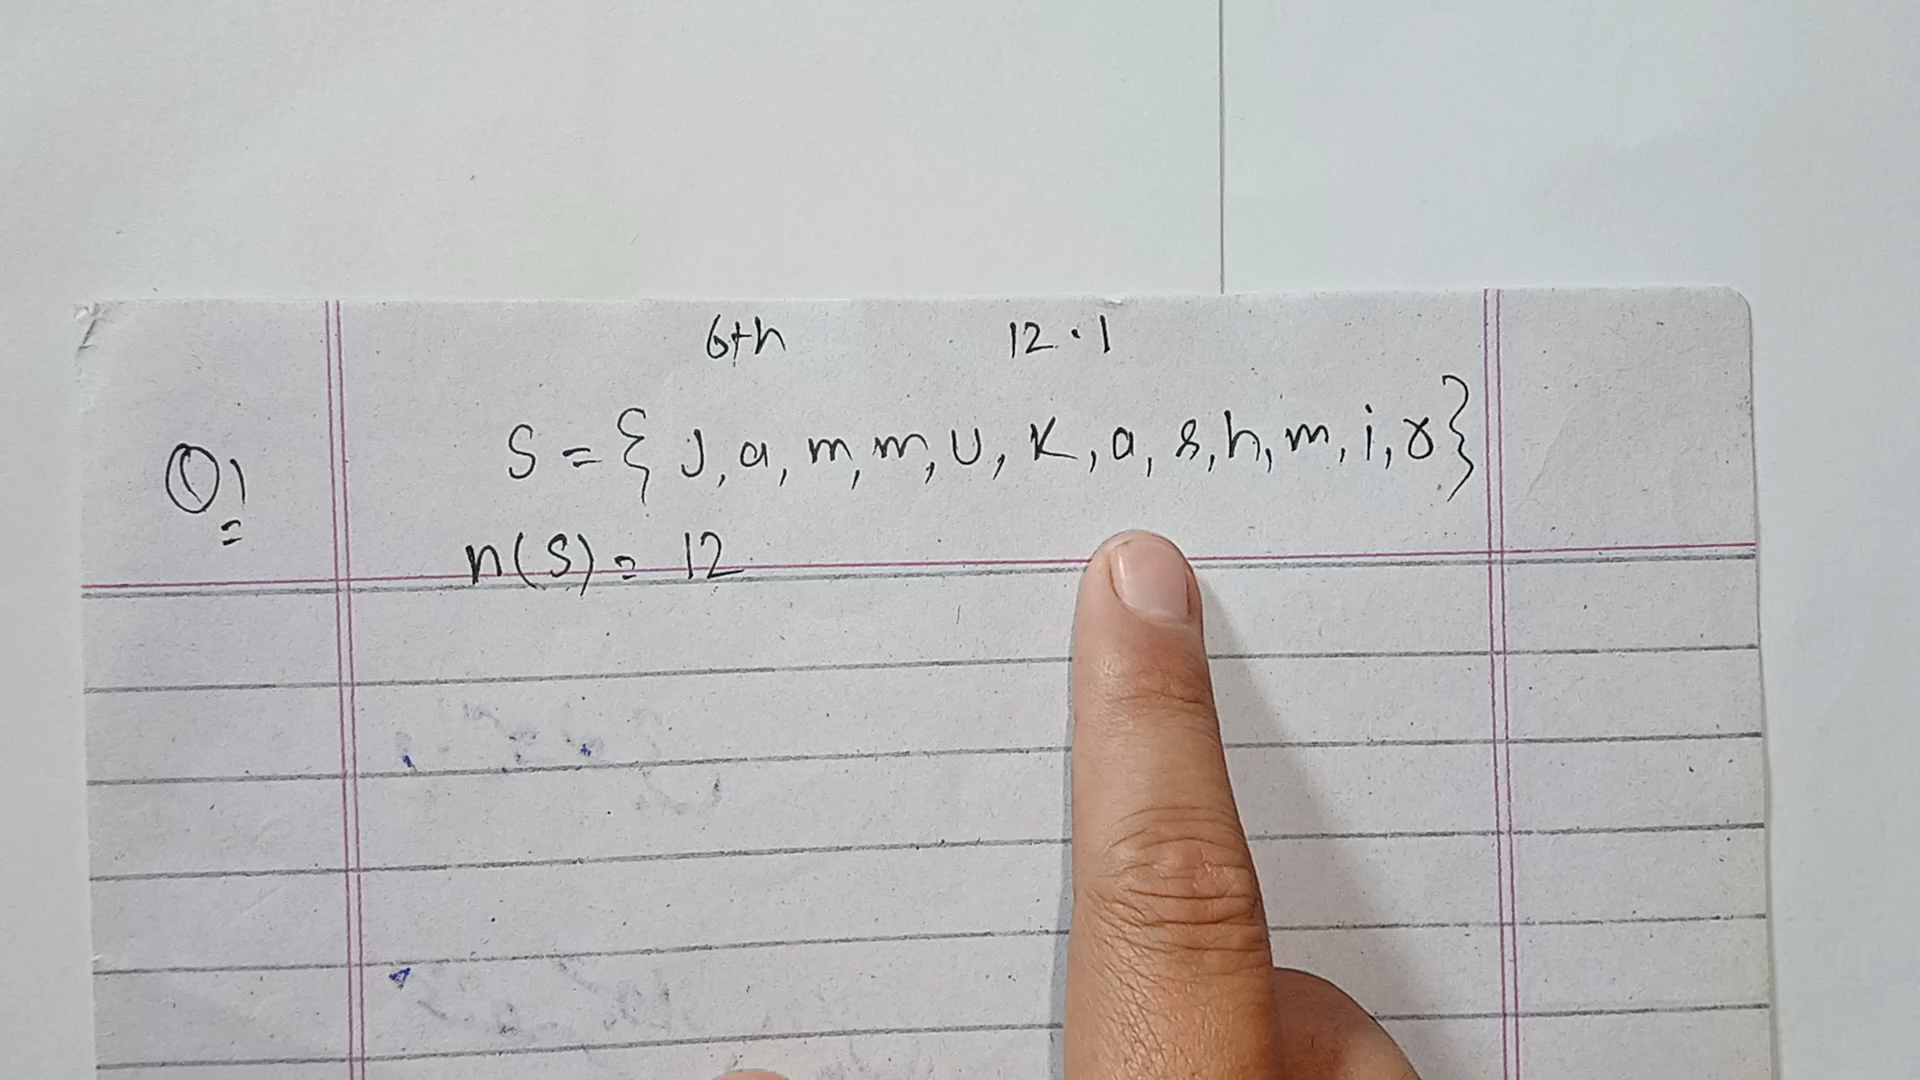 6th 12.1
Q1 S = { J, a, m, m, U, K, a, s, h, m, i, r }
n(S) = 12